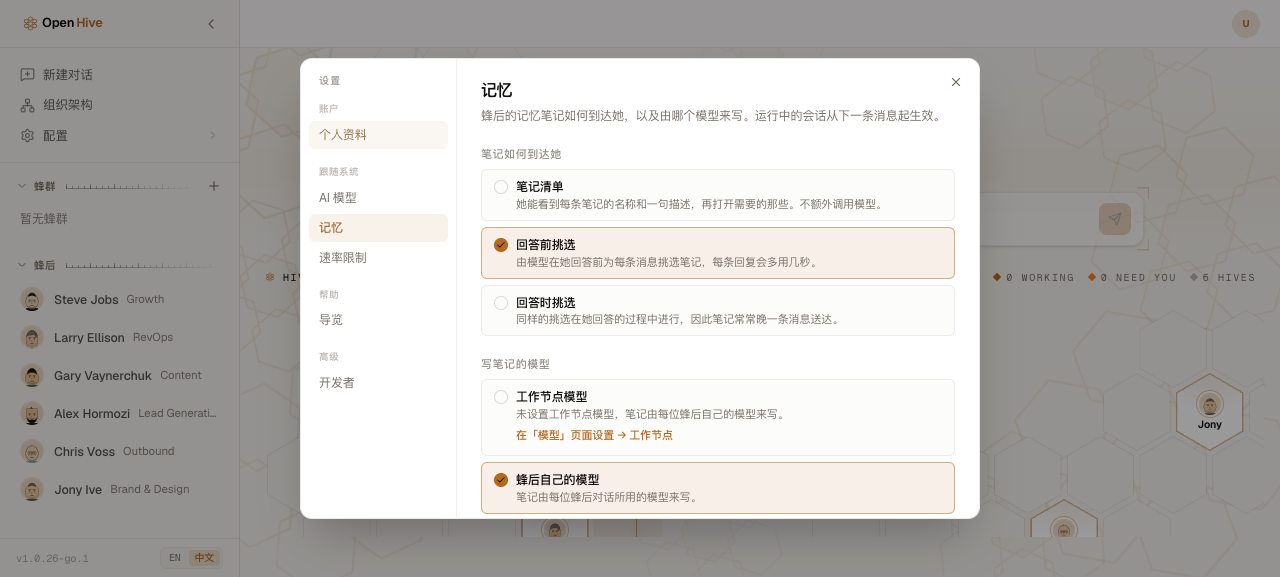 OpenHive
U
新建对话
组织架构
配置
蜂群
暂无蜂群
蜂后
Steve Jobs Growth
Larry Ellison RevOps
Gary Vaynerchuk Content
Alex Hormozi Lead Generati...
Chris Voss Outbound
Jony Ive Brand & Design
v1.0.26-go.1
EN 中文
设置
账户
个人资料
跟随系统
AI 模型
记忆
速率限制
帮助
导览
高级
开发者
记忆
蜂后的记忆笔记如何到达她，以及由哪个模型来写。运行中的会话从下一条消息起生效。
笔记如何到达她
笔记清单
她能看到每条笔记的名称和一句描述，再打开需要的那些。不额外调用模型。
回答前挑选
由模型在她回答前为每条消息挑选笔记，每条回复会多用几秒。
回答时挑选
同样的挑选在她回答的过程中进行，因此笔记常常晚一条消息送达。
写笔记的模型
工作节点模型
未设置工作节点模型，笔记由每位蜂后自己的模型来写。
在「模型」页面设置 → 工作节点
蜂后自己的模型
笔记由每位蜂后对话所用的模型来写。
HIV
0 WORKING 0 NEED YOU 6 HIVES
Jony